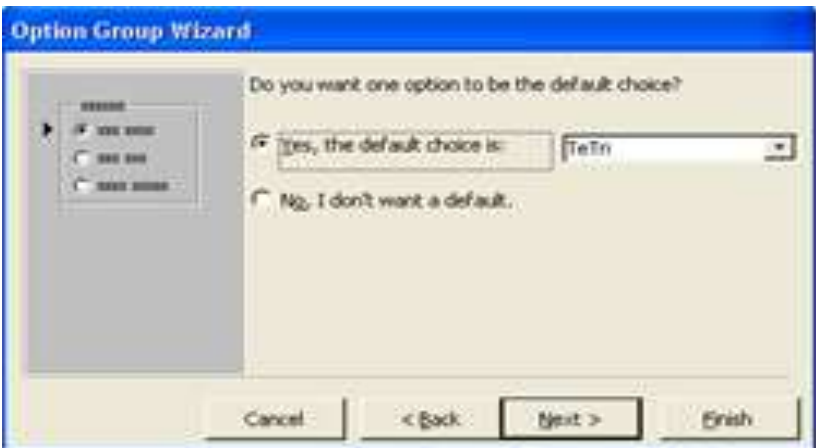 Option Group Wizard
Do you want one option to be the default choice?
Yes, the default choice is:
TeTri
No, I don't want a default.
Cancel
< Back
Next >
Finish